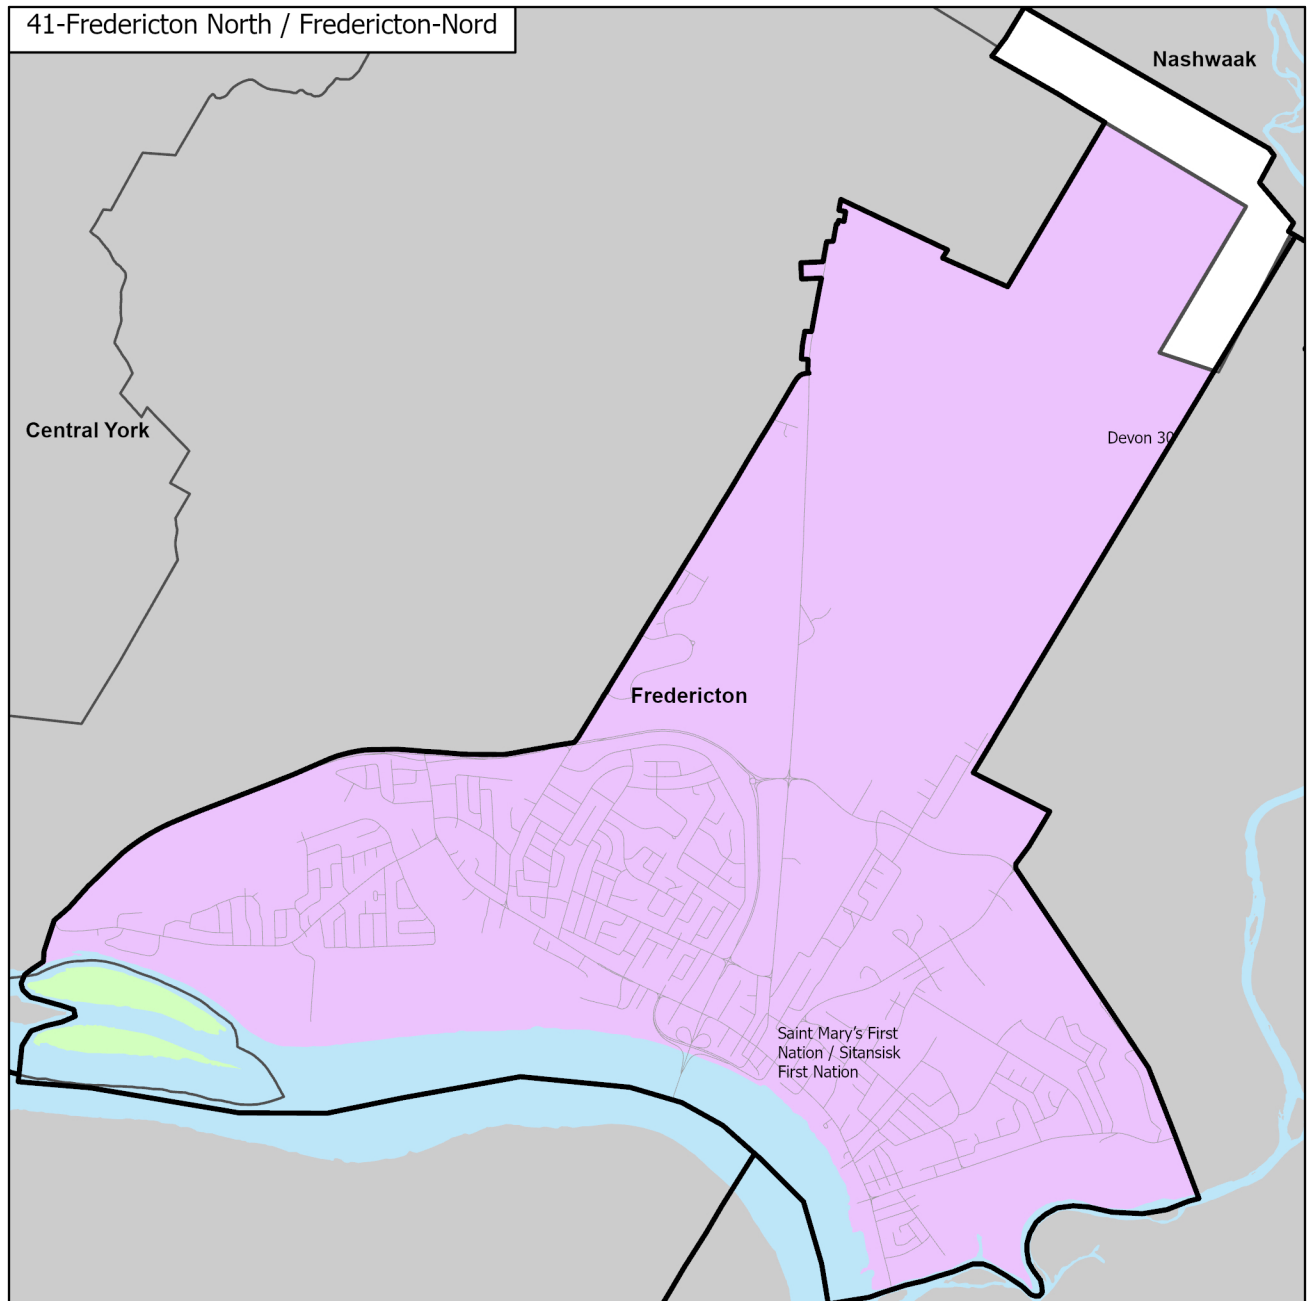 41-Fredericton North / Fredericton-Nord
Nashwaak
Central York
Devon 30
Fredericton
Saint Mary's First
Nation / Sitansisk
First Nation